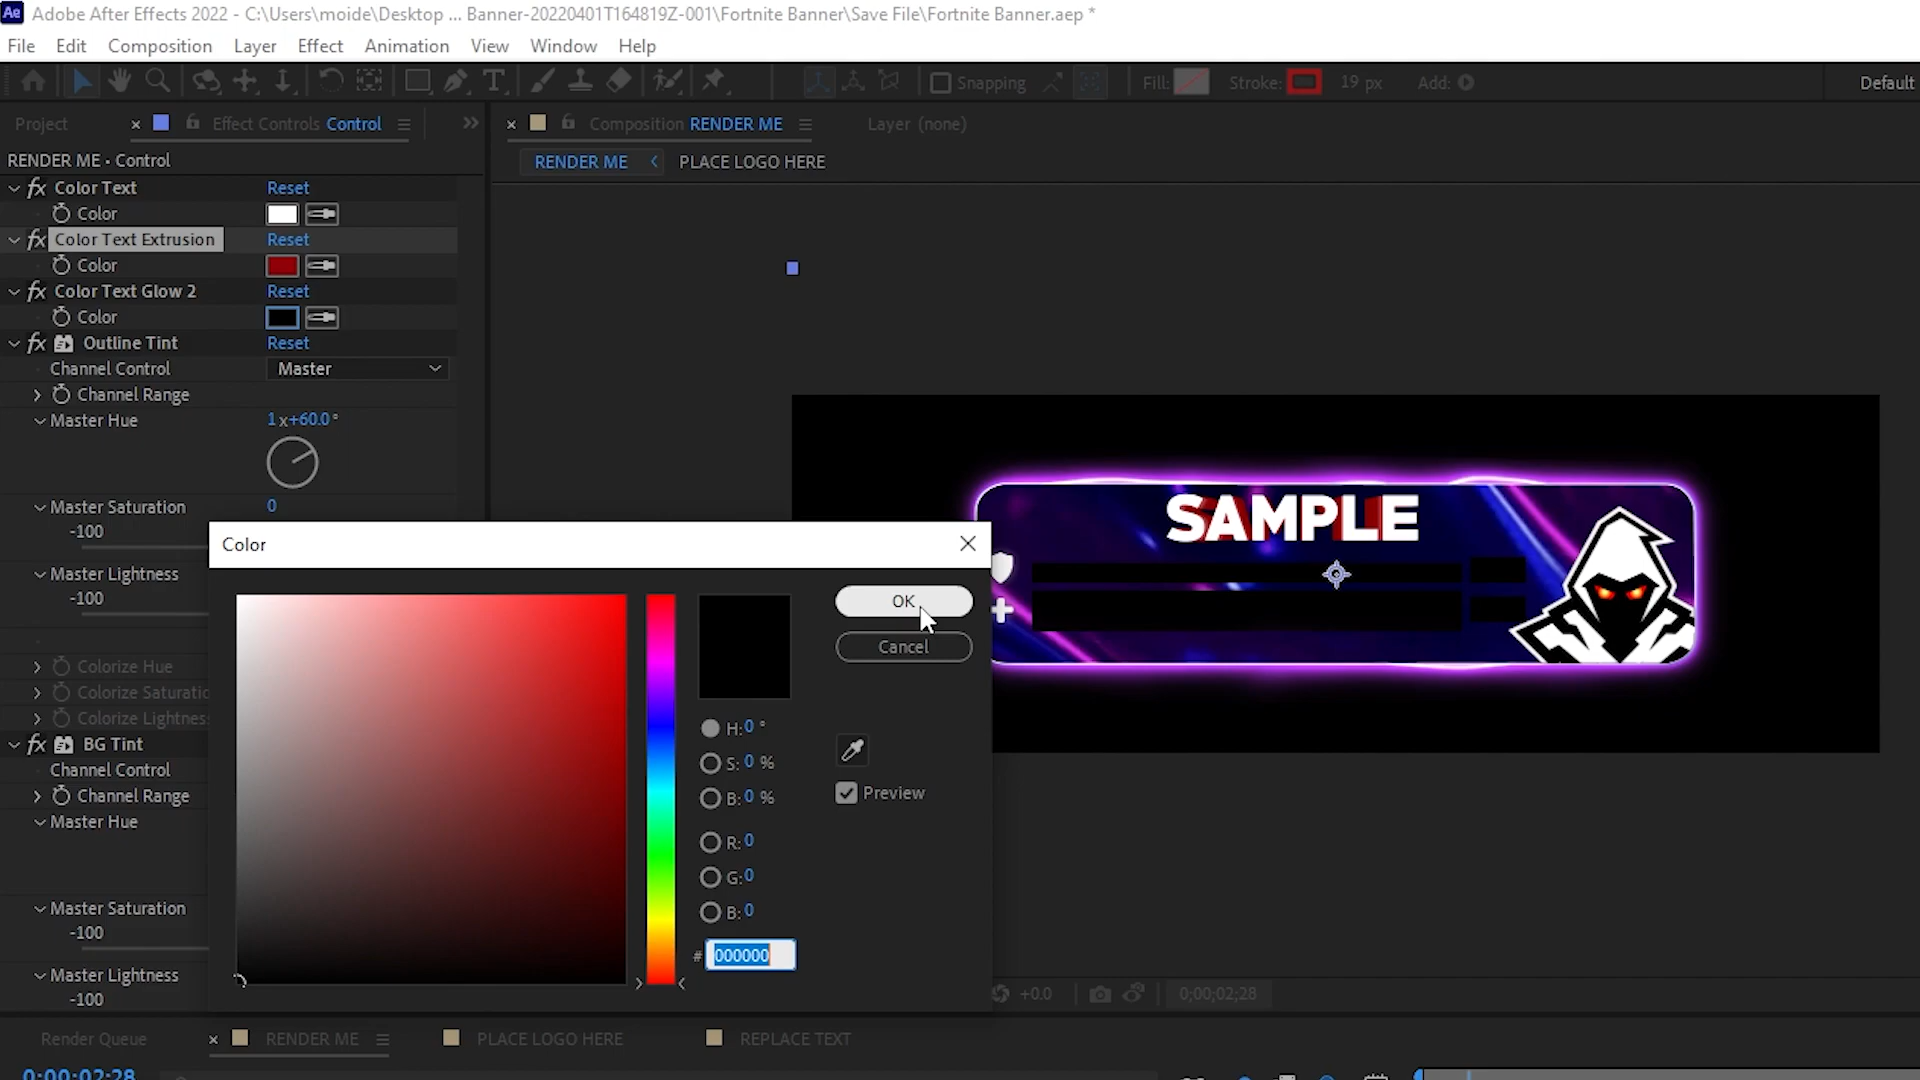 Ae Adobe After Effects 2022 - C:\Users\moide\Desktop ... Banner-20220401T164819Z-001\Fortnite Banner\Save File\Fortnite Banner.aep *
File Edit Composition Layer Effect Animation View Window Help
Snapping Fill: Stroke: 19 px Add: Default
Project Effect Controls Control Composition RENDER ME Layer (none)
RENDER ME • Control
RENDER ME PLACE LOGO HERE
fx Color Text Reset
Color
fx Color Text Extrusion Reset
Color
fx Color Text Glow 2 Reset
Color
fx Outline Tint Reset
Channel Control Master
Channel Range
Master Hue 1x+60.0°
Master Saturation 0
-100
Master Lightness
-100
Colorize Hue
Colorize Saturatio
Colorize Lightnes
fx BG Tint
Channel Control
Channel Range
Master Hue
Master Saturation
-100
Master Lightness
-100
Color
OK
Cancel
H: 0 °
S: 0 %
B: 0 %
Preview
R: 0
G: 0
B: 0
# 000000
SAMPLE
+0.0 0;00;02;28
Render Queue RENDER ME PLACE LOGO HERE REPLACE TEXT
0:00:02:28